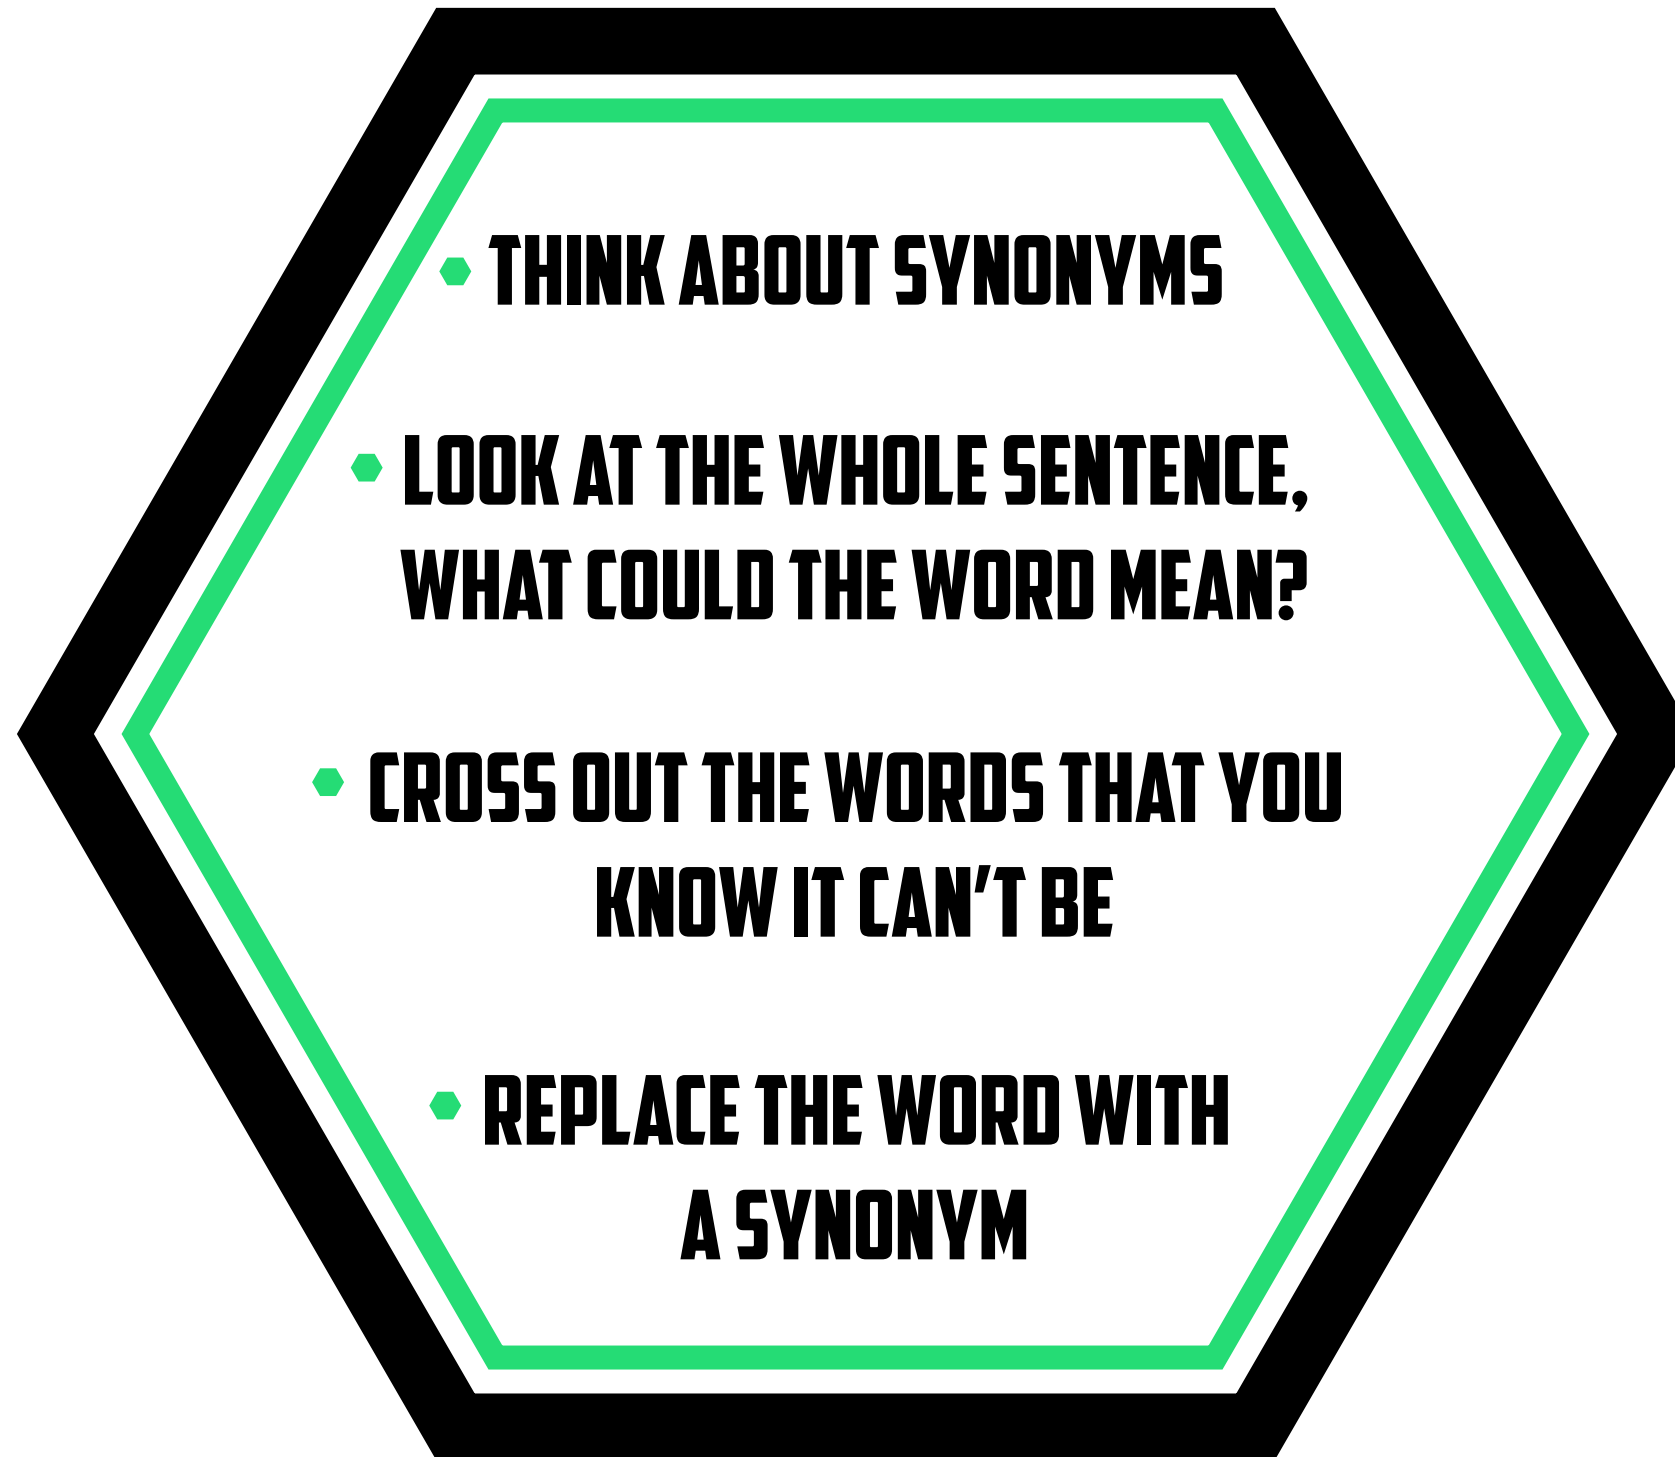 THINK ABOUT SYNONYMS
LOOK AT THE WHOLE SENTENCE,
WHAT COULD THE WORD MEAN?
CROSS OUT THE WORDS THAT YOU
KNOW IT CAN'T BE
REPLACE THE WORD WITH
A SYNONYM